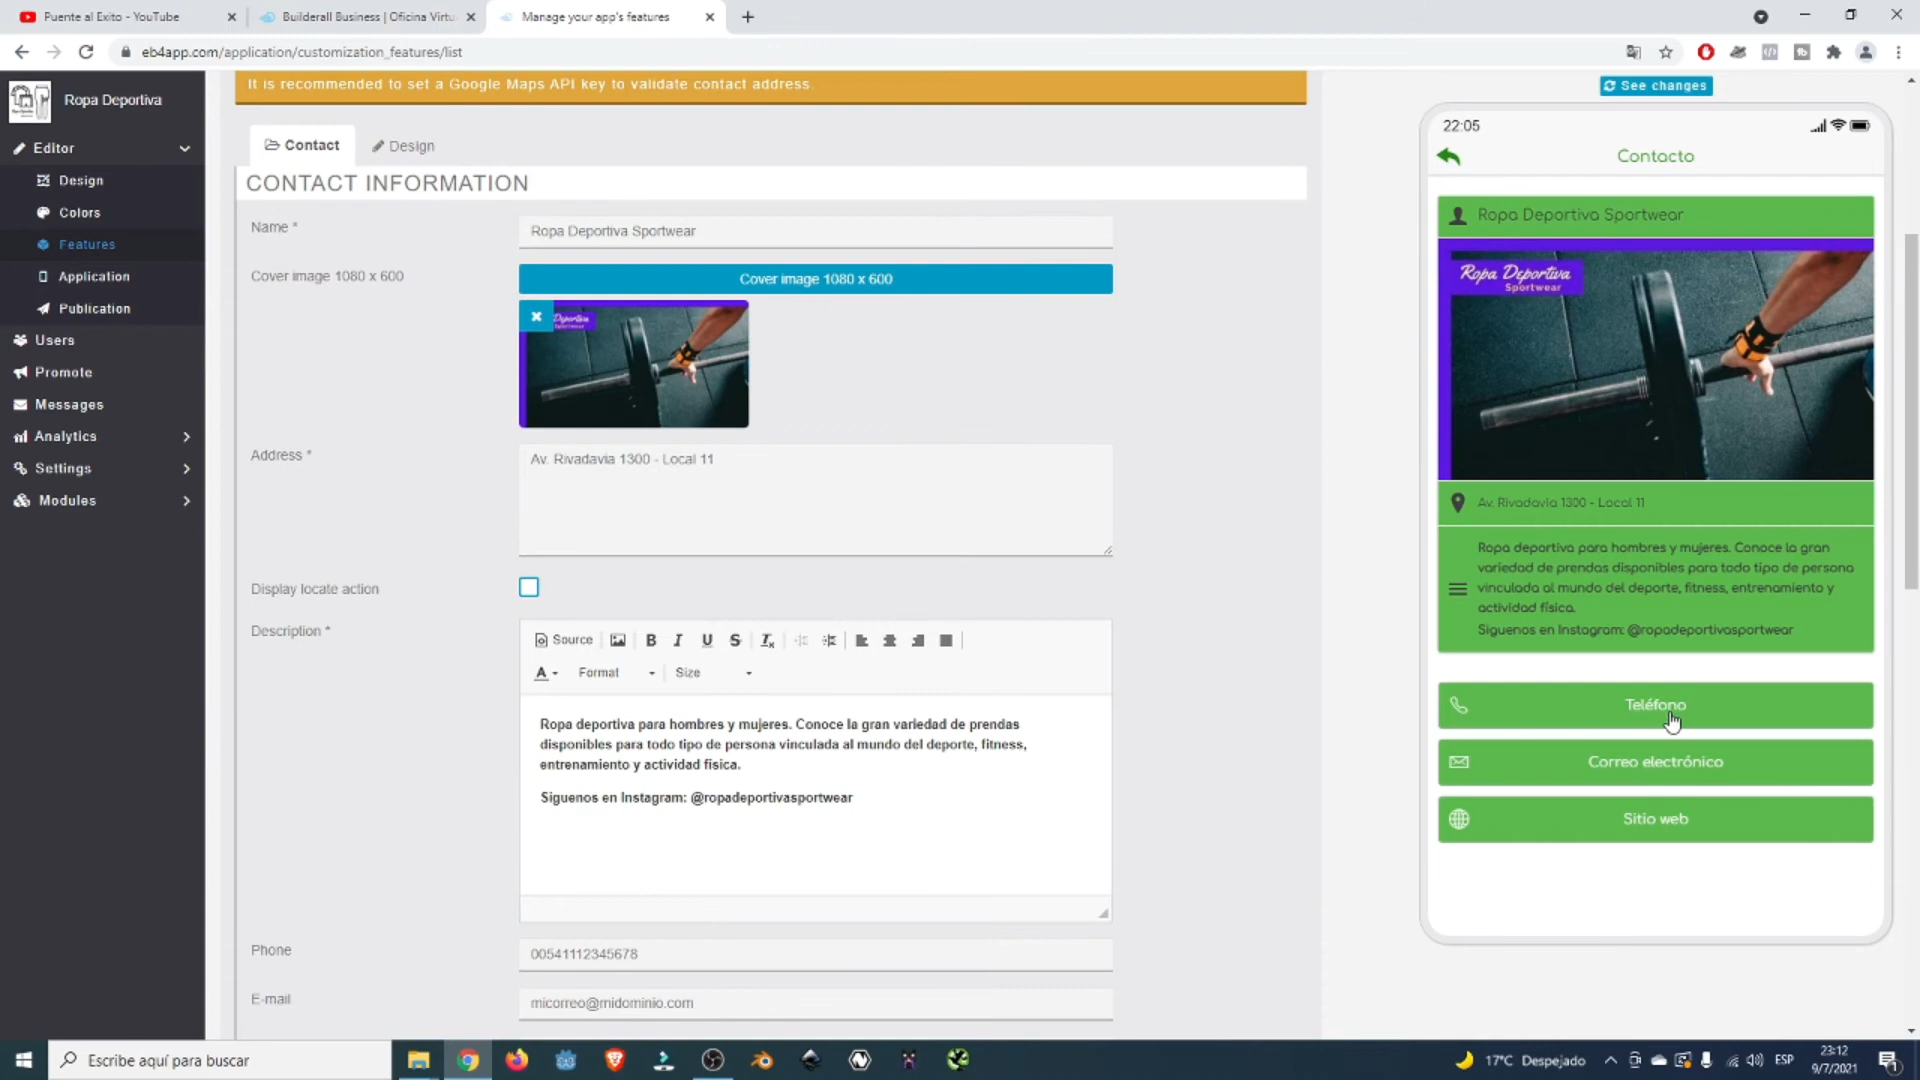 Puente al Exito - YouTube
Builderall Business | Oficina Virtu
Manage your app's features
eb4app.com/application/customization_features/list
Ropa Deportiva
Editor
Design
Colors
Features
Application
Publication
Users
Promote
Messages
Analytics
Settings
Modules
It is recommended to set a Google Maps API key to validate contact address.
Contact
Design
CONTACT INFORMATION
Name *
Ropa Deportiva Sportwear
Cover image 1080 x 600
Cover image 1080 x 600
Deportiva
Sportwear
Address *
Av. Rivadavia 1300 - Local 11
Display locate action
Description *
Source
B I U S Tx
A
Format
Size
Ropa deportiva para hombres y mujeres. Conoce la gran variedad de prendas
disponibles para todo tipo de persona vinculada al mundo del deporte, fitness,
entrenamiento y actividad física.
Siguenos en Instagram: @ropadeportivasportwear
Phone
00541112345678
E-mail
micorreo@midominio.com
See changes
22:05
Contacto
Ropa Deportiva Sportwear
Ropa Deportiva
Sportwear
Av. Rivadavia 1300 - Local 11
Ropa deportiva para hombres y mujeres. Conoce la gran
variedad de prendas disponibles para todo tipo de persona
vinculada al mundo del deporte, fitness, entrenamiento y
actividad física.
Siguenos en Instagram: @ropadeportivasportwear
Teléfono
Correo electrónico
Sitio web
Escribe aquí para buscar
17°C Despejado
ESP
23:12
9/7/2021
1